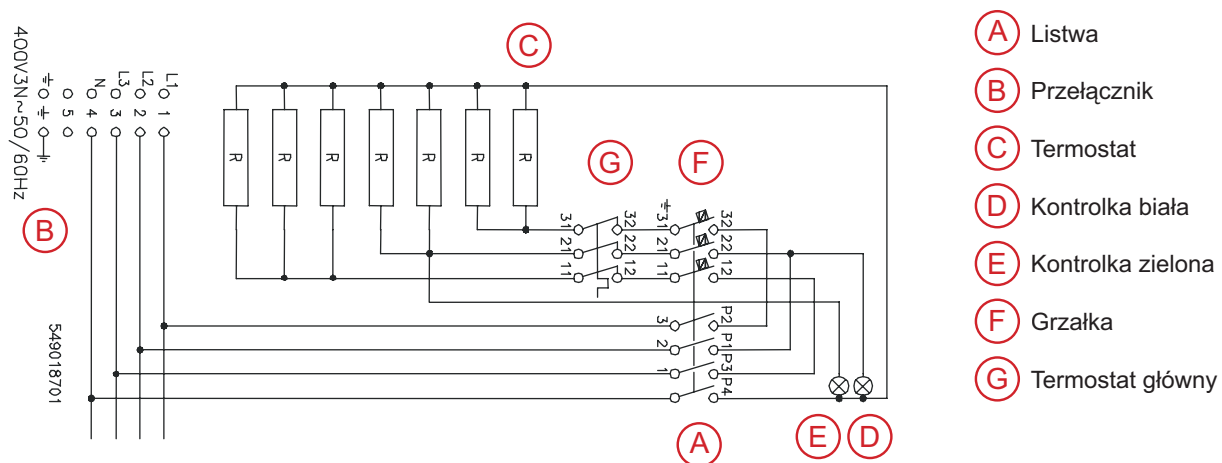 C
A Listwa
B Przełącznik
C Termostat
D Kontrolka biała
E Kontrolka zielona
F Grzałka
G Termostat główny
400V3N~50/60Hz
N L3 L2 L1
5 4 3 2 1
R R R R R R R
G F
B
31 32 31 32
21 22 21 22
11 12 11 12
3 P2
2 P1
1 P3
P4
549018701
A E D